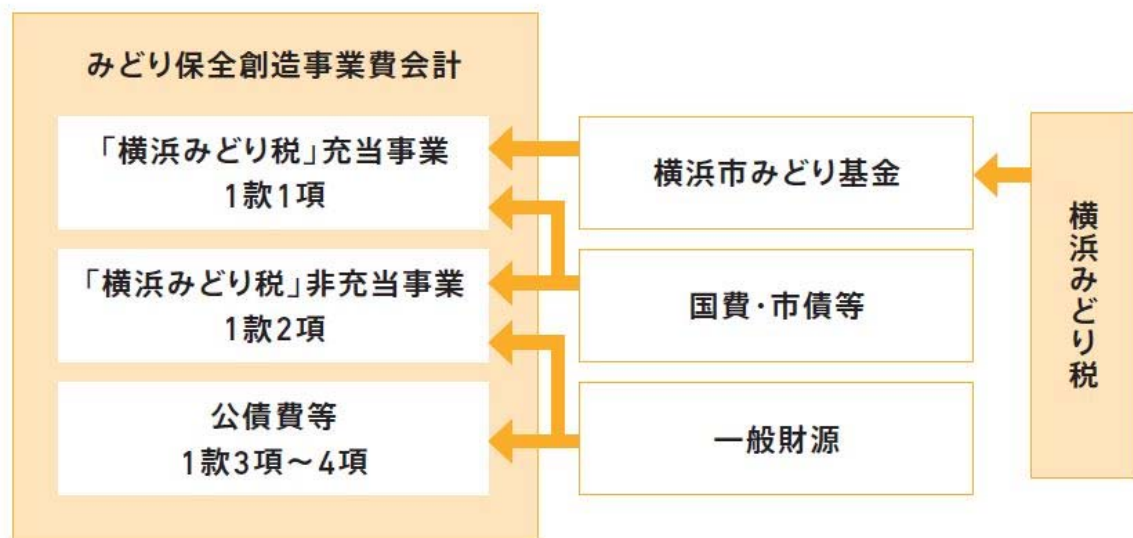 みどり保全創造事業費会計
「横浜みどり税」充当事業
1款1項
「横浜みどり税」非充当事業
1款2項
公債費等
1款3項～4項
横浜市みどり基金
国費・市債等
一般財源
横浜みどり税